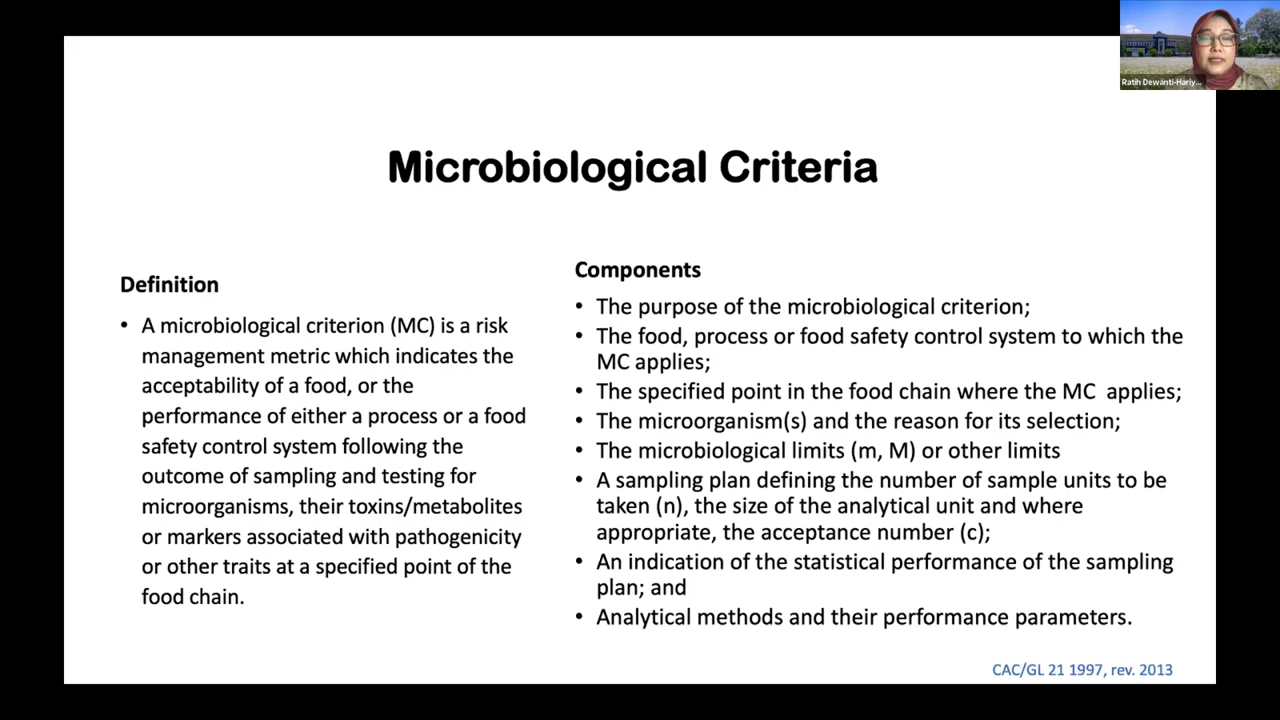 Ratih Dewanti-Hariy...
Microbiological Criteria
Definition
• A microbiological criterion (MC) is a risk
management metric which indicates the
acceptability of a food, or the
performance of either a process or a food
safety control system following the
outcome of sampling and testing for
microorganisms, their toxins/metabolites
or markers associated with pathogenicity
or other traits at a specified point of the
food chain.
Components
• The purpose of the microbiological criterion;
• The food, process or food safety control system to which the
MC applies;
• The specified point in the food chain where the MC  applies;
• The microorganism(s) and the reason for its selection;
• The microbiological limits (m, M) or other limits
• A sampling plan defining the number of sample units to be
taken (n), the size of the analytical unit and where
appropriate, the acceptance number (c);
• An indication of the statistical performance of the sampling
plan; and
• Analytical methods and their performance parameters.
CAC/GL 21 1997, rev. 2013